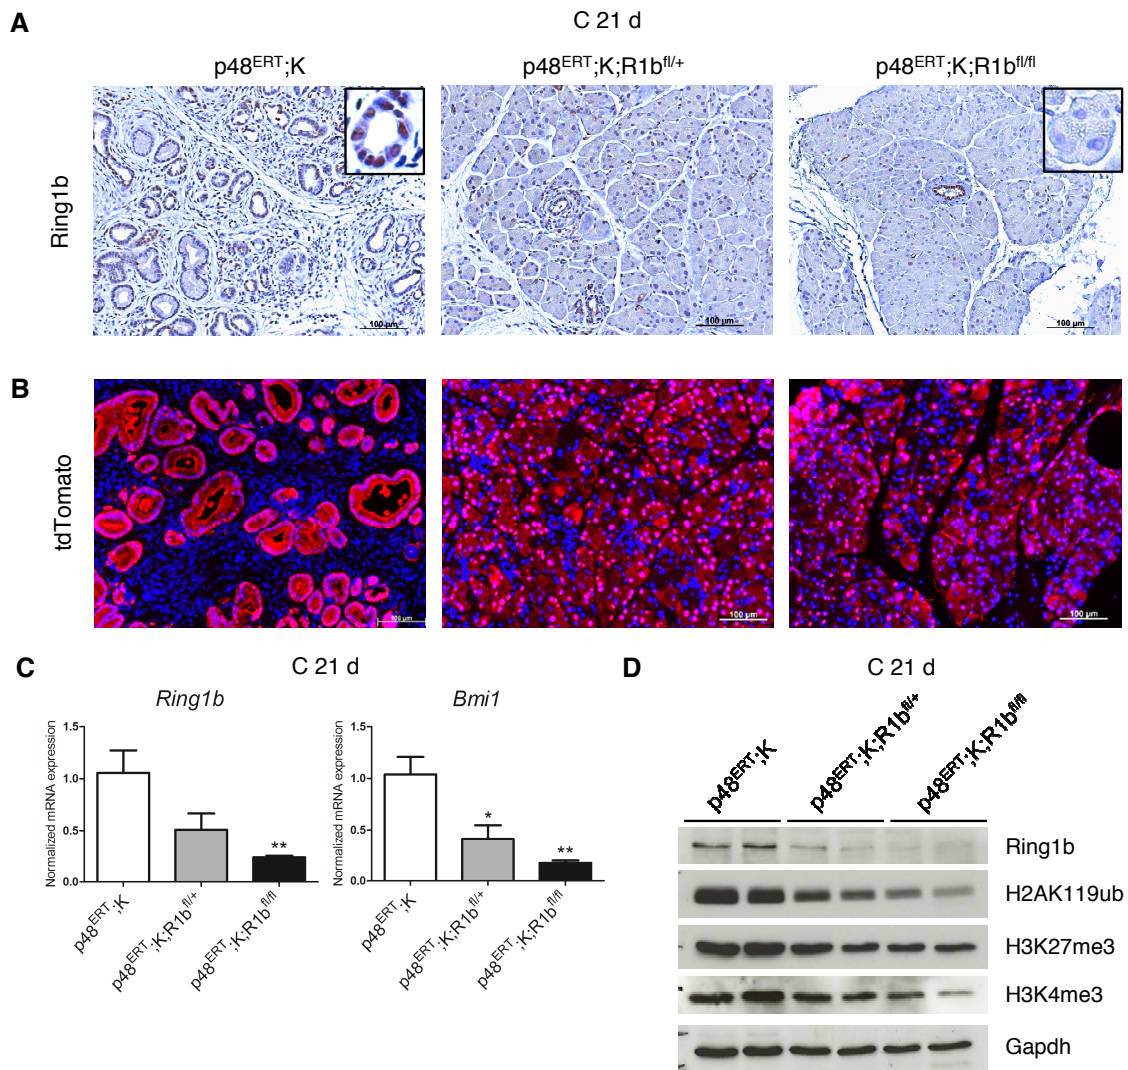 A
C 21 d
p48ERT;K
p48ERT;K;R1bfl/+
p48ERT;K;R1bfl/fl
Ring1b
100 µm
100 µm
100 µm
B
tdTomato
100 µm
100 µm
100 µm
C
C 21 d
Ring1b
Bmi1
Normalized mRNA expression
1.5
1.0
0.5
0.0
**
p48ERT;K
p48ERT;K;R1bfl/+
p48ERT;K;R1bfl/fl
Normalized mRNA expression
1.5
1.0
0.5
0.0
*
**
p48ERT;K
p48ERT;K;R1bfl/+
p48ERT;K;R1bfl/fl
D
C 21 d
p48ERT;K
p48ERT;K;R1bfl/+
p48ERT;K;R1bfl/fl
Ring1b
H2AK119ub
H3K27me3
H3K4me3
Gapdh